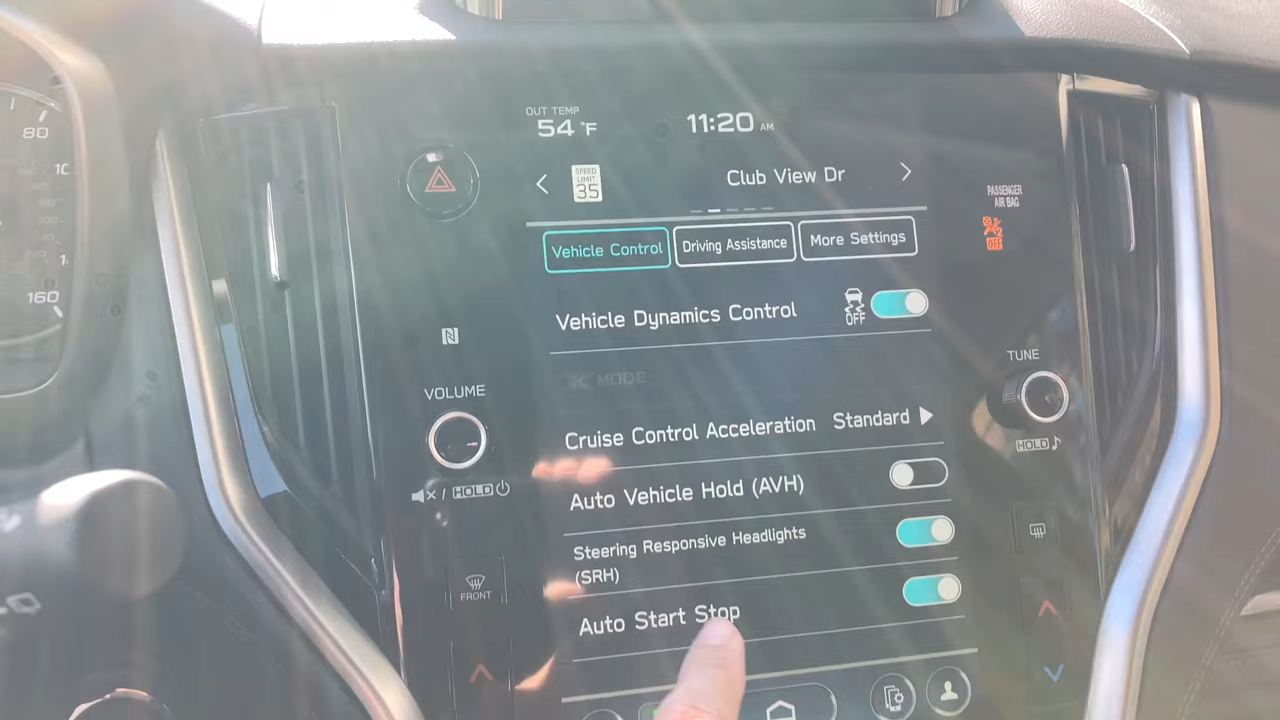 OUT TEMP
54 °F
11:20 AM
SPEED
LIMIT
35
Club View Dr
PASSENGER
AIR BAG
OFF
Vehicle Control
Driving Assistance
More Settings
Vehicle Dynamics Control
OFF
X MODE
Cruise Control Acceleration
Standard
Auto Vehicle Hold (AVH)
Steering Responsive Headlights
(SRH)
Auto Start Stop
VOLUME
/ HOLD
FRONT
TUNE
HOLD
80
160